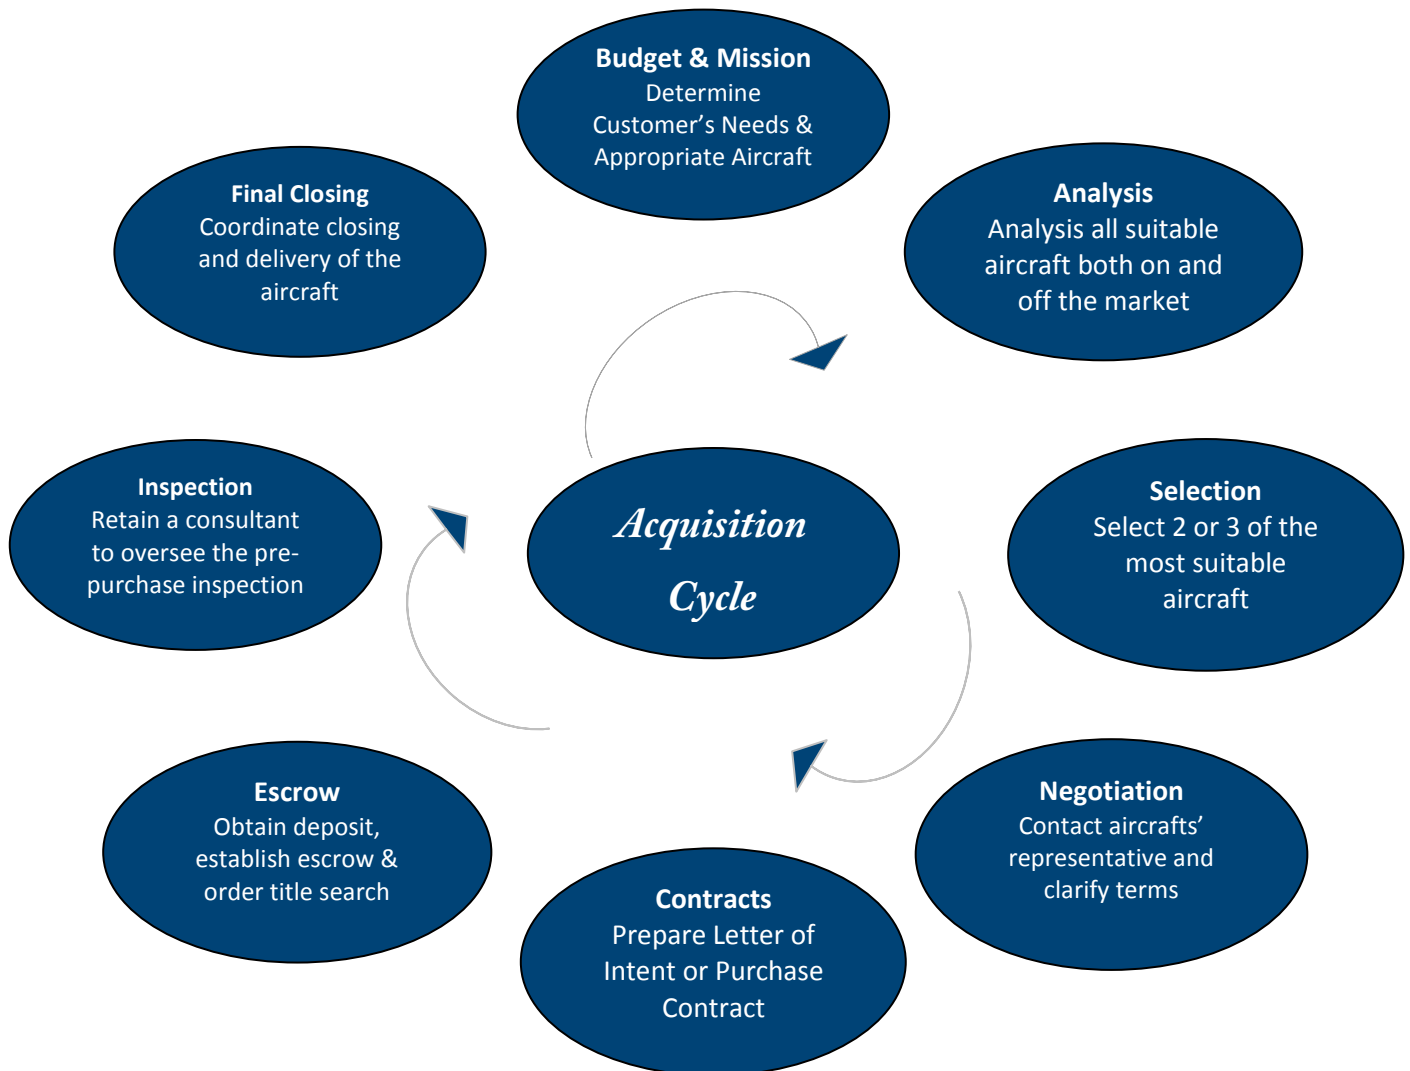 Budget & Mission
Determine
Customer’s Needs &
Appropriate Aircraft
Analysis
Analysis all suitable
aircraft both on and
off the market
Selection
Select 2 or 3 of the
most suitable
aircraft
Negotiation
Contact aircrafts’
representative and
clarify terms
Contracts
Prepare Letter of
Intent or Purchase
Contract
Escrow
Obtain deposit,
establish escrow &
order title search
Inspection
Retain a consultant
to oversee the pre-
purchase inspection
Final Closing
Coordinate closing
and delivery of the
aircraft
Acquisition
Cycle